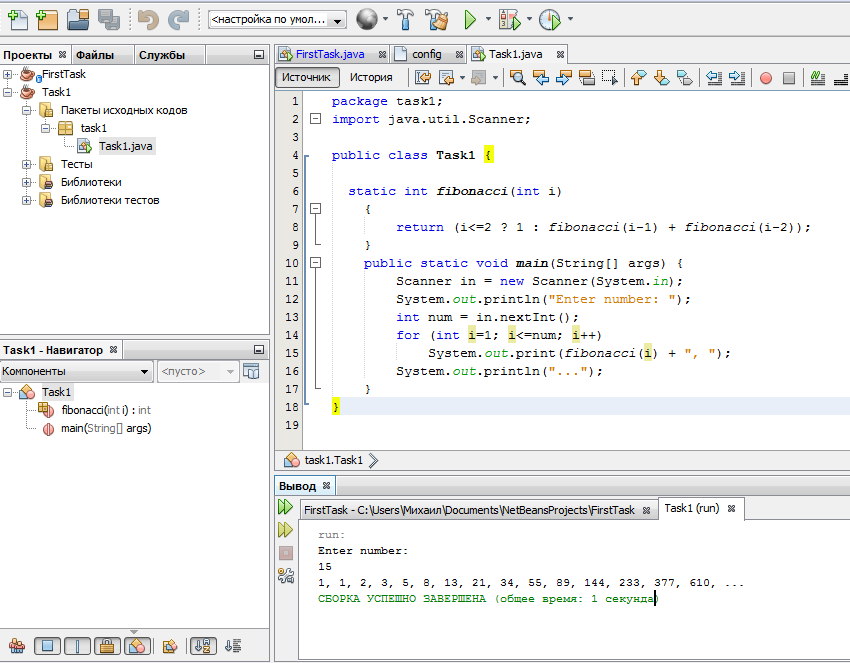 <настройка по умол...
Проекты
Файлы
Службы
FirstTask
Task1
Пакеты исходных кодов
task1
Task1.java
Тесты
Библиотеки
Библиотеки тестов
Task1 - Навигатор
Компоненты
<пусто>
Task1
fibonacci(int i) : int
main(String[] args)
FirstTask.java
config
Task1.java
Источник
История
1 package task1;
2 import java.util.Scanner;
3
4 public class Task1 {
5
6 static int fibonacci(int i)
7 {
8 return (i<=2 ? 1 : fibonacci(i-1) + fibonacci(i-2));
9 }
10 public static void main(String[] args) {
11 Scanner in = new Scanner(System.in);
12 System.out.println("Enter number: ");
13 int num = in.nextInt();
14 for (int i=1; i<=num; i++)
15 System.out.print(fibonacci(i) + ", ");
16 System.out.println("...");
17 }
18 }
19
task1.Task1
Вывод
FirstTask - C:\Users\Михаил\Documents\NetBeansProjects\FirstTask
Task1 (run)
run:
Enter number:
15
1, 1, 2, 3, 5, 8, 13, 21, 34, 55, 89, 144, 233, 377, 610, ...
СБОРКА УСПЕШНО ЗАВЕРШЕНА (общее время: 1 секунда)